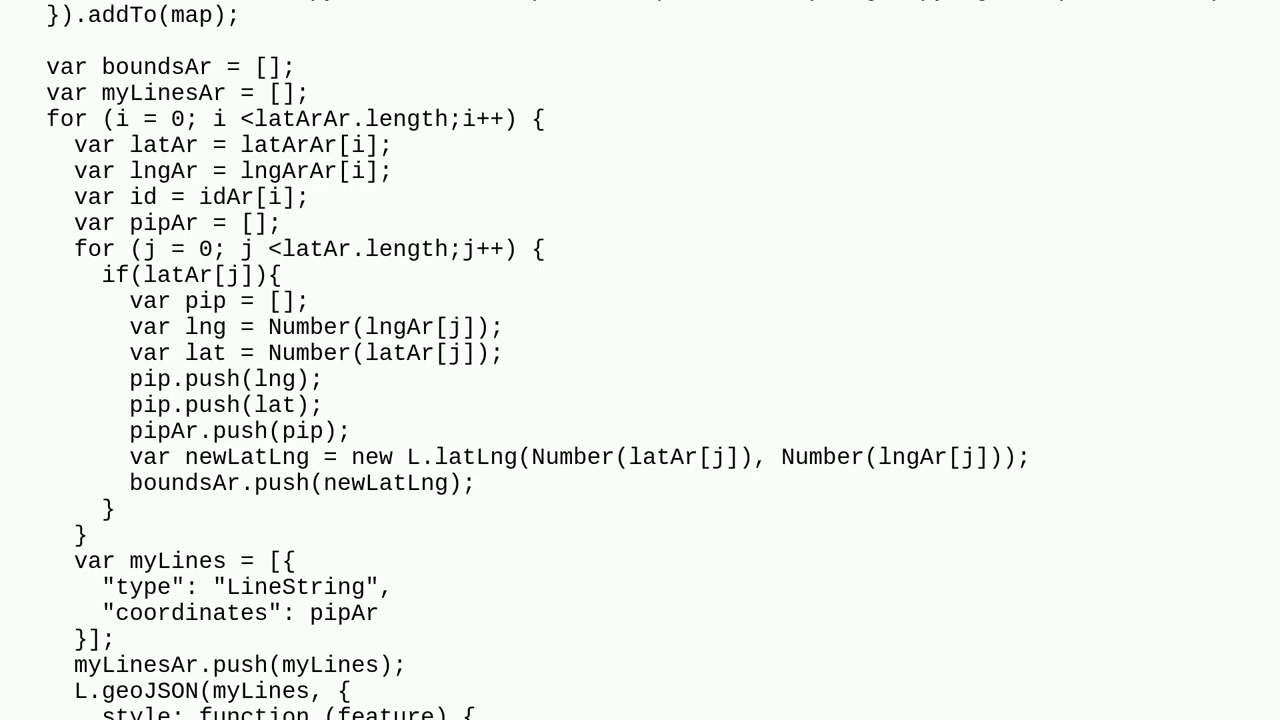 }).addTo(map);
var boundsAr = [];
var myLinesAr = [];
for (i = 0; i <latArAr.length;i++) {
var latAr = latArAr[i];
var lngAr = lngArAr[i];
var id = idAr[i];
var pipAr = [];
for (j = 0; j <latAr.length;j++) {
if(latAr[j]){
var pip = [];
var lng = Number(lngAr[j]);
var lat = Number(latAr[j]);
pip.push(lng);
pip.push(lat);
pipAr.push(pip);
var newLatLng = new L.latLng(Number(latAr[j]), Number(lngAr[j]));
boundsAr.push(newLatLng);
}
}
var myLines = [{
"type": "LineString",
"coordinates": pipAr
}];
myLinesAr.push(myLines);
L.geoJSON(myLines, {
style: function (feature) {